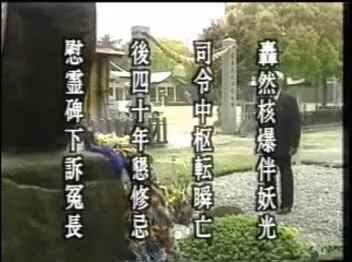 轟然核爆伴妖光
司令中枢転瞬亡
後四十年懇修忌
慰霊碑下訴冤長